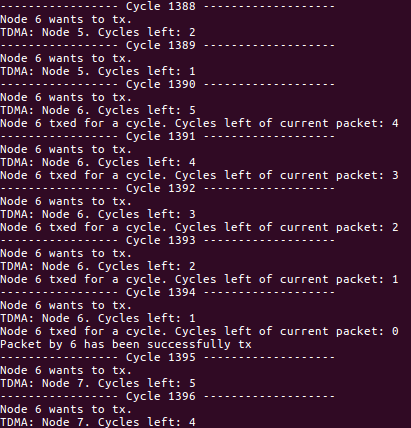 ----------------- Cycle 1388 -------------------
Node 6 wants to tx.
TDMA: Node 5. Cycles left: 2
----------------- Cycle 1389 -------------------
Node 6 wants to tx.
TDMA: Node 5. Cycles left: 1
----------------- Cycle 1390 -------------------
Node 6 wants to tx.
TDMA: Node 6. Cycles left: 5
Node 6 txed for a cycle. Cycles left of current packet: 4
----------------- Cycle 1391 -------------------
Node 6 wants to tx.
TDMA: Node 6. Cycles left: 4
Node 6 txed for a cycle. Cycles left of current packet: 3
----------------- Cycle 1392 -------------------
Node 6 wants to tx.
TDMA: Node 6. Cycles left: 3
Node 6 txed for a cycle. Cycles left of current packet: 2
----------------- Cycle 1393 -------------------
Node 6 wants to tx.
TDMA: Node 6. Cycles left: 2
Node 6 txed for a cycle. Cycles left of current packet: 1
----------------- Cycle 1394 -------------------
Node 6 wants to tx.
TDMA: Node 6. Cycles left: 1
Node 6 txed for a cycle. Cycles left of current packet: 0
Packet by 6 has been successfully tx
----------------- Cycle 1395 -------------------
Node 6 wants to tx.
TDMA: Node 7. Cycles left: 5
----------------- Cycle 1396 -------------------
Node 6 wants to tx.
TDMA: Node 7. Cycles left: 4